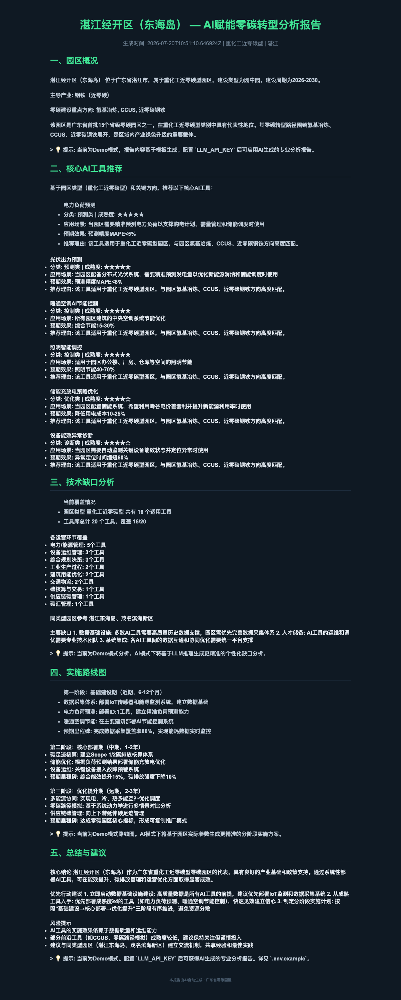 湛江经开区（东海岛） — AI赋能零碳转型分析报告
生成时间: 2026-07-20T10:51:10.646924Z | 重化工近零碳型 | 湛江
一、园区概况
湛江经开区（东海岛） 位于广东省湛江市，属于重化工近零碳型园区，建设类型为园中园，建设周期为2026-2030。
主导产业: 钢铁（近零碳）
零碳建设重点方向: 氢基冶炼, CCUS, 近零碳钢铁
该园区是广东省首批15个省级零碳园区之一，在重化工近零碳型类别中具有代表性地位。其零碳转型路径围绕氢基冶炼、
CCUS、近零碳钢铁展开，是区域内产业绿色升级的重要载体。
> 💡 提示: 当前为Demo模式，报告内容基于模板生成。配置 `LLM_API_KEY` 后可启用AI生成的专业分析报告。
二、核心AI工具推荐
基于园区类型（重化工近零碳型）和关键方向，推荐以下核心AI工具：
电力负荷预测
• 分类: 预测类 | 成熟度: ★★★★★
• 应用场景: 当园区需要精准预测电力负荷以支撑购电计划、需量管理和储能调度时使用
• 预期效果: 预测精度MAPE<5%
• 推荐理由: 该工具适用于重化工近零碳型园区，与园区氢基冶炼、CCUS、近零碳钢铁方向高度匹配。
光伏出力预测
• 分类: 预测类 | 成熟度: ★★★★★
• 应用场景: 当园区配备分布式光伏系统，需要精准预测发电量以优化新能源消纳和储能调度时使用
• 预期效果: 预测精度MAPE<8%
• 推荐理由: 该工具适用于重化工近零碳型园区，与园区氢基冶炼、CCUS、近零碳钢铁方向高度匹配。
暖通空调AI节能控制
• 分类: 控制类 | 成熟度: ★★★★★
• 应用场景: 所有园区建筑的中央空调系统节能优化
• 预期效果: 综合节能15-30%
• 推荐理由: 该工具适用于重化工近零碳型园区，与园区氢基冶炼、CCUS、近零碳钢铁方向高度匹配。
照明智能调控
• 分类: 控制类 | 成熟度: ★★★★★
• 应用场景: 适用于园区办公楼、厂房、仓库等空间的照明节能
• 预期效果: 照明节能40-70%
• 推荐理由: 该工具适用于重化工近零碳型园区，与园区氢基冶炼、CCUS、近零碳钢铁方向高度匹配。
储能充放电策略优化
• 分类: 优化类 | 成熟度: ★★★★☆
• 应用场景: 当园区配置储能系统，希望利用峰谷电价差套利并提升新能源利用率时使用
• 预期效果: 降低用电成本10-25%
• 推荐理由: 该工具适用于重化工近零碳型园区，与园区氢基冶炼、CCUS、近零碳钢铁方向高度匹配。
设备能效异常诊断
• 分类: 诊断类 | 成熟度: ★★★★☆
• 应用场景: 当园区需要自动监测关键设备能效状态并定位异常时使用
• 预期效果: 异常定位时间缩短60%
• 推荐理由: 该工具适用于重化工近零碳型园区，与园区氢基冶炼、CCUS、近零碳钢铁方向高度匹配。
三、技术缺口分析
当前覆盖情况
• 园区类型 重化工近零碳型 共有 16 个适用工具
• 工具库总计 20 个工具，覆盖 16/20
各运营环节覆盖
• 电力/能源管理: 5个工具
• 设备运维管理: 3个工具
• 综合规划决策: 3个工具
• 工业生产过程: 2个工具
• 建筑用能优化: 2个工具
• 交通物流: 2个工具
• 碳核算与交易: 1个工具
• 供应链碳管理: 1个工具
• 碳汇管理: 1个工具
同类型园区参考 湛江东海岛、茂名滨海新区
主要缺口 1. 数据基础设施: 多数AI工具需要高质量历史数据支撑，园区需优先完善数据采集体系 2. 人才储备: AI工具的运维和调
优需要专业技术团队 3. 系统集成: 各AI工具间的数据互通和协同优化需要统一平台支撑
> 💡 提示: 当前为Demo模式分析。AI模式下将基于LLM推理生成更精准的个性化缺口分析。
四、实施路线图
第一阶段：基础建设期（近期，6-12个月）
• 数据采集体系: 部署IoT传感器和能源监测系统，建立数据基础
• 电力负荷预测: 部署ID:1工具，建立精准负荷预测能力
• 暖通空调节能: 在主要建筑部署AI节能控制系统
• 预期里程碑: 完成数据采集覆盖率80%，实现能耗数据实时监控
第二阶段：核心部署期（中期，1-2年）
• 碳足迹核算: 建立Scope 1/2碳排放核算体系
• 储能优化: 根据负荷预测结果部署储能充放电优化
• 设备运维: 关键设备接入故障预警系统
• 预期里程碑: 综合能效提升15%，碳排放强度下降10%
第三阶段：优化提升期（远期，2-3年）
• 多能流协同: 实现电、冷、热多能互补优化调度
• 零碳路径模拟: 基于系统动力学进行多情景对比分析
• 供应链碳管理: 向上下游延伸碳足迹管理
• 预期里程碑: 达成零碳园区核心指标，形成可复制推广模式
> 💡 提示: 当前为Demo模式路线图。AI模式下将基于园区实际参数生成更精准的分阶段实施方案。
五、总结与建议
核心结论 湛江经开区（东海岛）作为广东省重化工近零碳型零碳园区的代表，具有良好的产业基础和政策支持。通过系统性部
署AI工具，可在能效提升、碳排放管理和运营优化方面取得显著成效。
优先行动建议 1. 立即启动数据基础设施建设: 高质量数据是所有AI工具的前提，建议优先部署IoT监测和数据采集系统 2. 从成熟
工具入手: 优先部署成熟度≥4的工具（如电力负荷预测、暖通空调节能控制），快速见效建立信心 3. 制定分阶段实施计划: 按
照"基础建设→核心部署→优化提升"三阶段有序推进，避免资源分散
风险提示
• AI工具的实施效果依赖于数据质量和运维能力
• 部分前沿工具（如CCUS、零碳路径模拟）成熟度较低，建议保持关注但谨慎投入
• 建议与同类型园区（湛江东海岛、茂名滨海新区）建立交流机制，共享经验和最佳实践
> 💡 提示: 当前为Demo模式。配置 `LLM_API_KEY` 后可获得AI生成的专业分析报告。详见 `.env.example`。
本报告由AI自动生成 · 广东省零碳园区